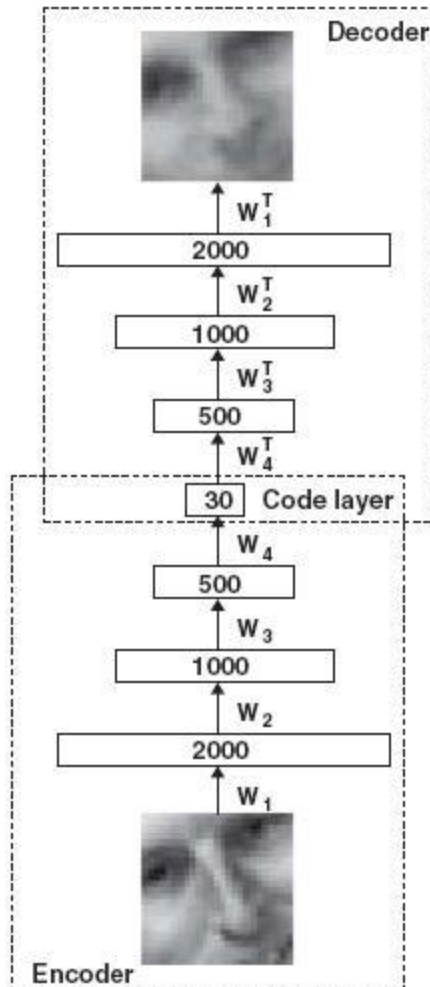 Decoder
W₁ᵀ
2000
W₂ᵀ
1000
W₃ᵀ
500
W₄ᵀ
30 Code layer
W₄
500
W₃
1000
W₂
2000
W₁
Encoder